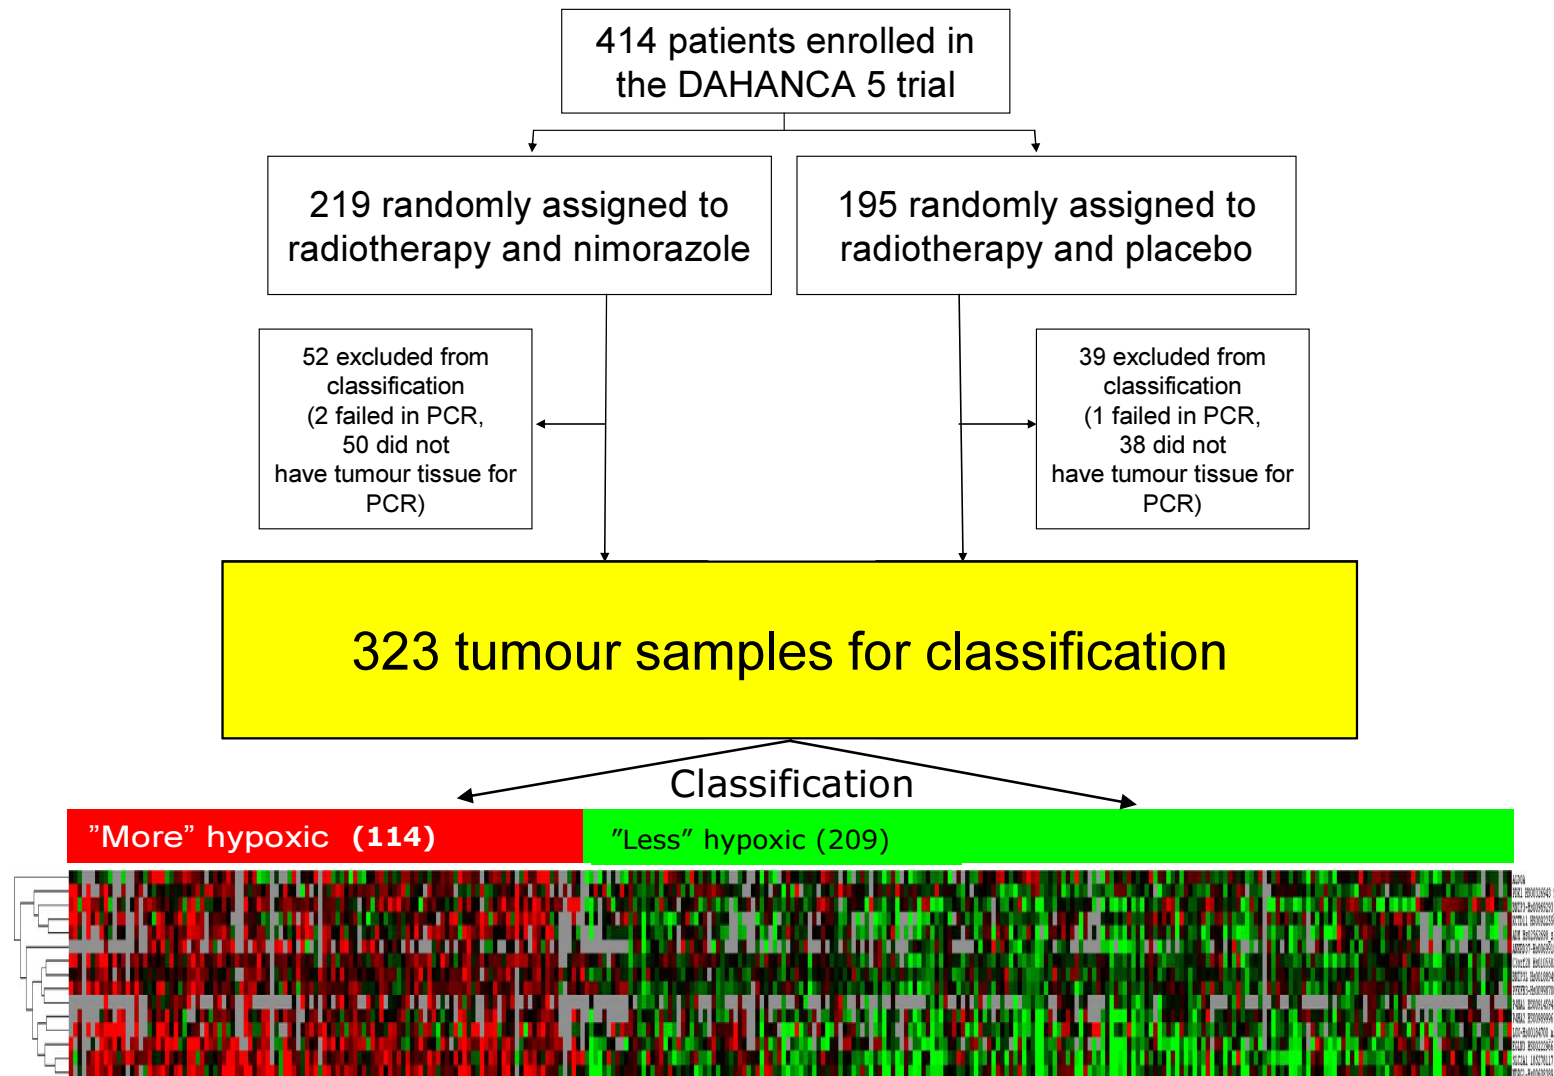 414 patients enrolled in
the DAHANCA 5 trial
219 randomly assigned to
radiotherapy and nimorazole
195 randomly assigned to
radiotherapy and placebo
52 excluded from
classification
(2 failed in PCR,
50 did not
have tumour tissue for
PCR)
39 excluded from
classification
(1 failed in PCR,
38 did not
have tumour tissue for
PCR)
323 tumour samples for classification
Classification
”More” hypoxic (114)
”Less” hypoxic (209)
ALDOA